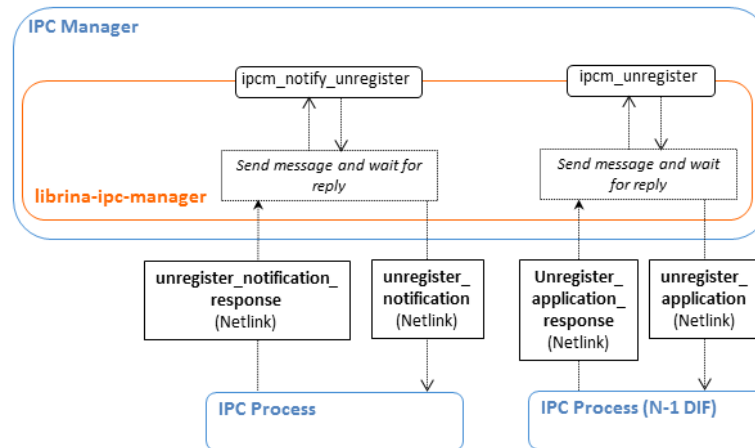 IPC Manager
ipcm_notify_unregister
ipcm_unregister
Send message and wait for
reply
Send message and wait
for reply
librina-ipc-manager
unregister_notification_
response
(Netlink)
unregister_
notification
(Netlink)
Unregister_
application_
response
(Netlink)
unregister_
application
(Netlink)
IPC Process
IPC Process (N-1 DIF)